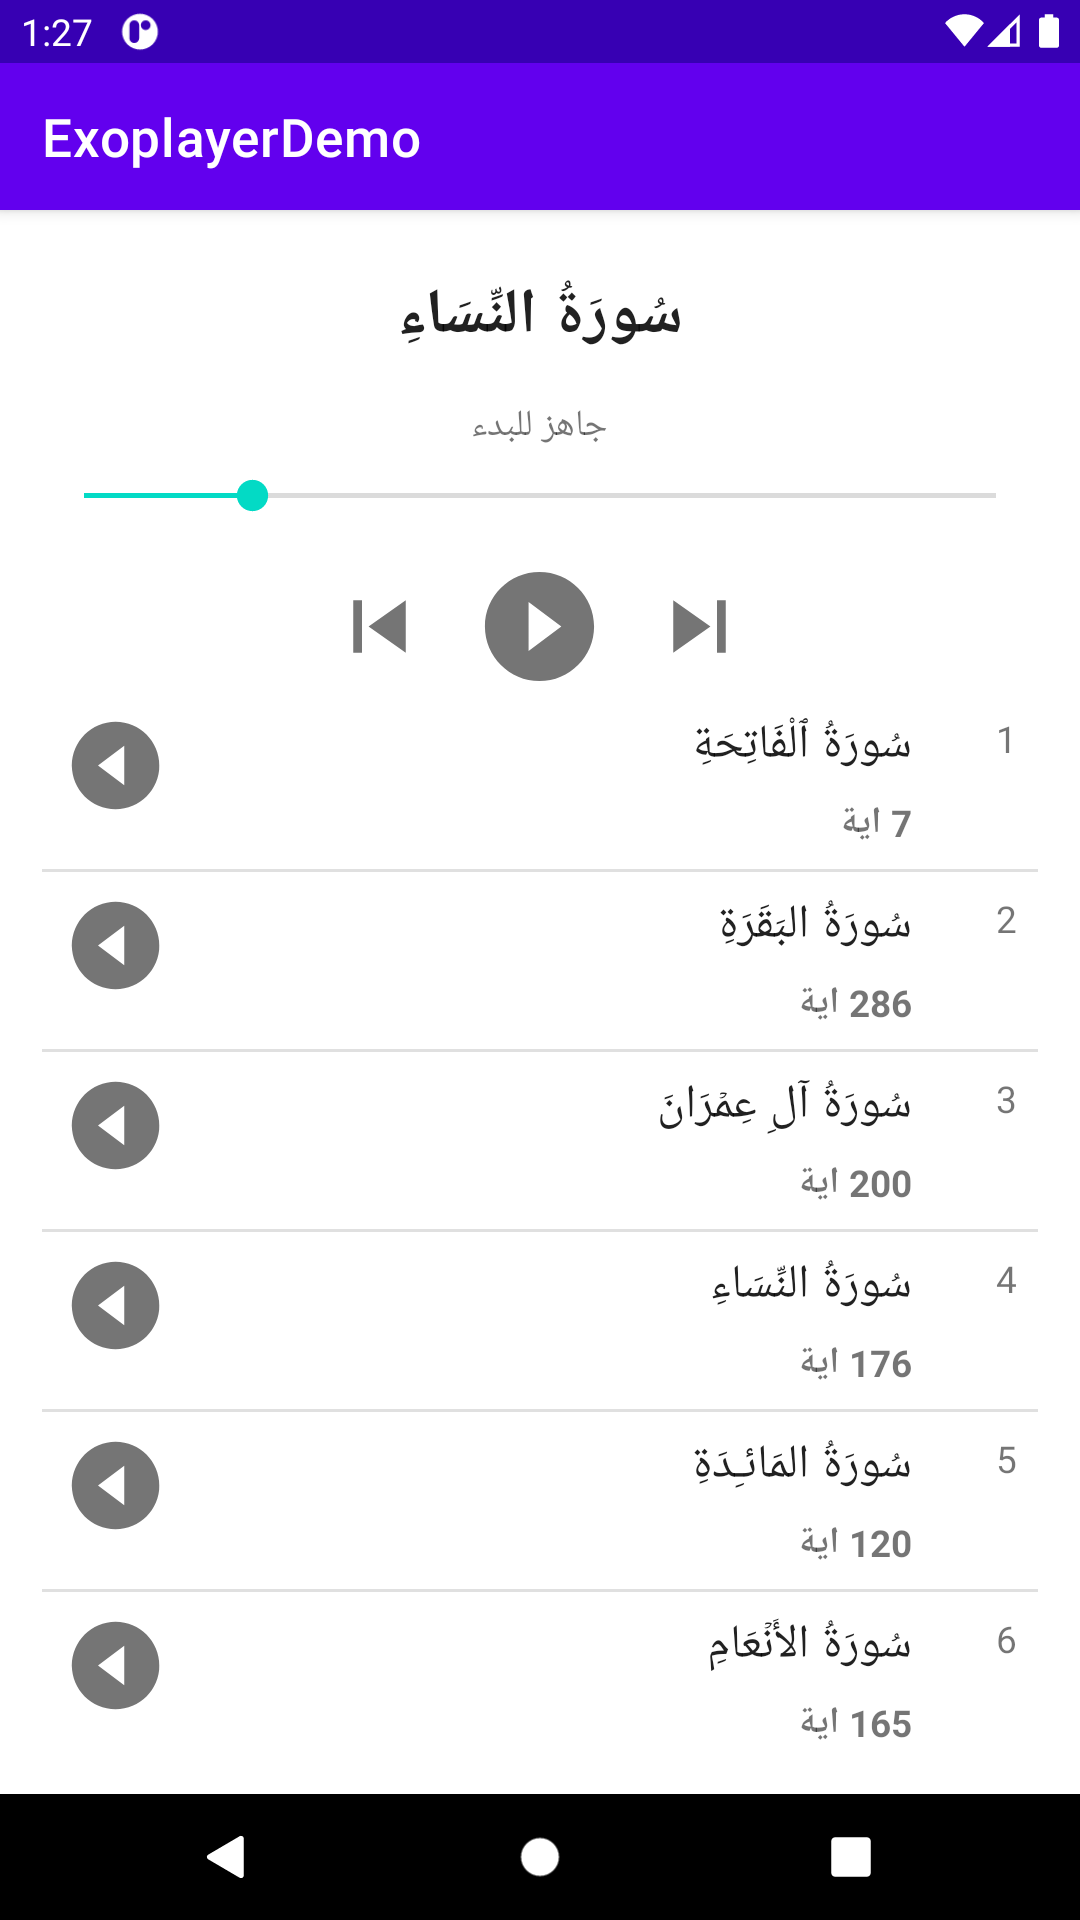 1:27
ExoplayerDemo
سُورَةُ النِّسَاءِ
جاهز للبدء
1 سُورَةُ ٱلْفَاتِحَةِ
7 اية
2 سُورَةُ البَقَرَةِ
286 اية
3 سُورَةُ آلِ عِمۡرَانَ
200 اية
4 سُورَةُ النِّسَاءِ
176 اية
5 سُورَةُ المَائـِدَةِ
120 اية
6 سُورَةُ الأَنۡعَامِ
165 اية